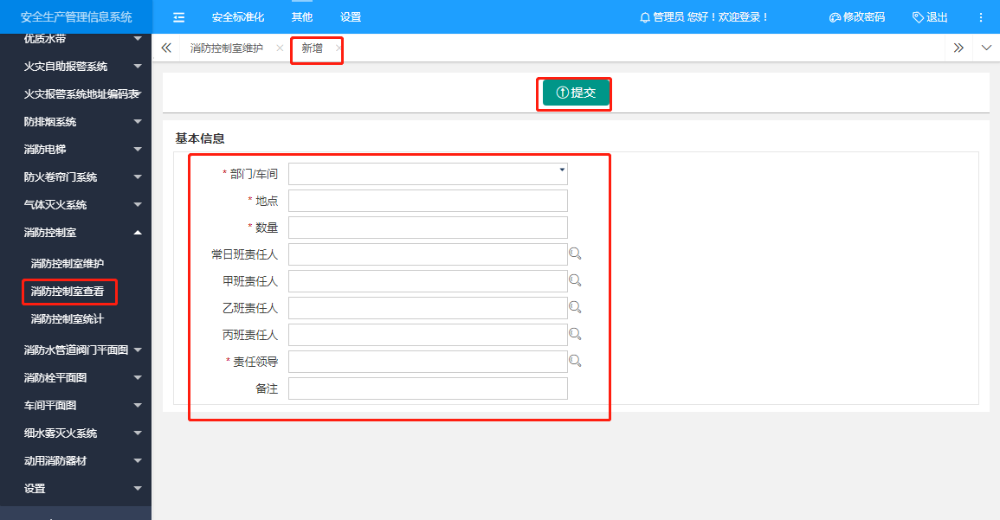 安全生产管理信息系统
安全标准化 其他 设置
管理员 您好！欢迎登录！
修改密码
退出
优质水带
火灾自助报警系统
火灾报警系统地址编码表
防排烟系统
消防电梯
防火卷帘门系统
气体灭火系统
消防控制室
消防控制室维护
消防控制室查看
消防控制室统计
消防水管道阀门平面图
消防栓平面图
车间平面图
细水雾灭火系统
动用消防器材
设置
消防控制室维护 新增
提交
基本信息
* 部门/车间
* 地点
* 数量
常日班责任人
甲班责任人
乙班责任人
丙班责任人
* 责任领导
备注